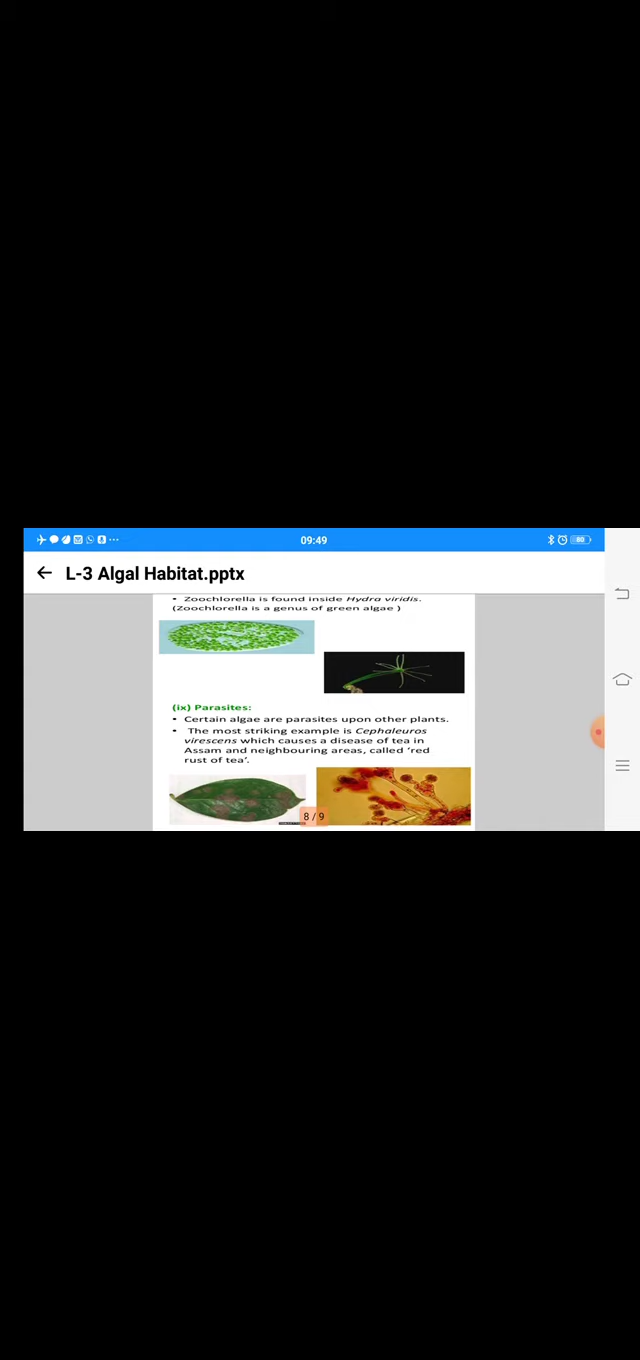 09:49
80
← L-3 Algal Habitat.pptx
• Zoochlorella is found inside Hydra viridis.
(Zoochlorella is a genus of green algae )
(ix) Parasites:
• Certain algae are parasites upon other plants.
• The most striking example is Cephaleuros
virescens which causes a disease of tea in
Assam and neighbouring areas, called ‘red
rust of tea’.
8 / 9